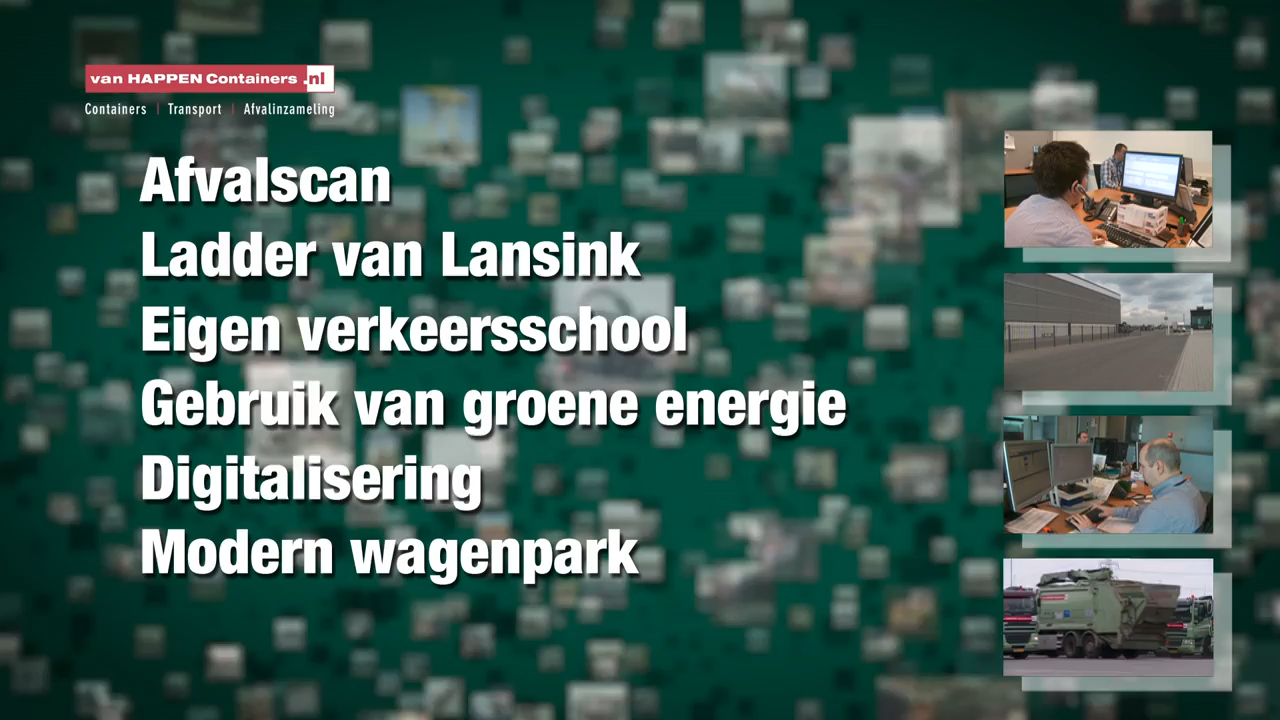 van HAPPEN Containers .nl
Containers | Transport | Afvalinzameling
Afvalscan
Ladder van Lansink
Eigen verkeersschool
Gebruik van groene energie
Digitalisering
Modern wagenpark